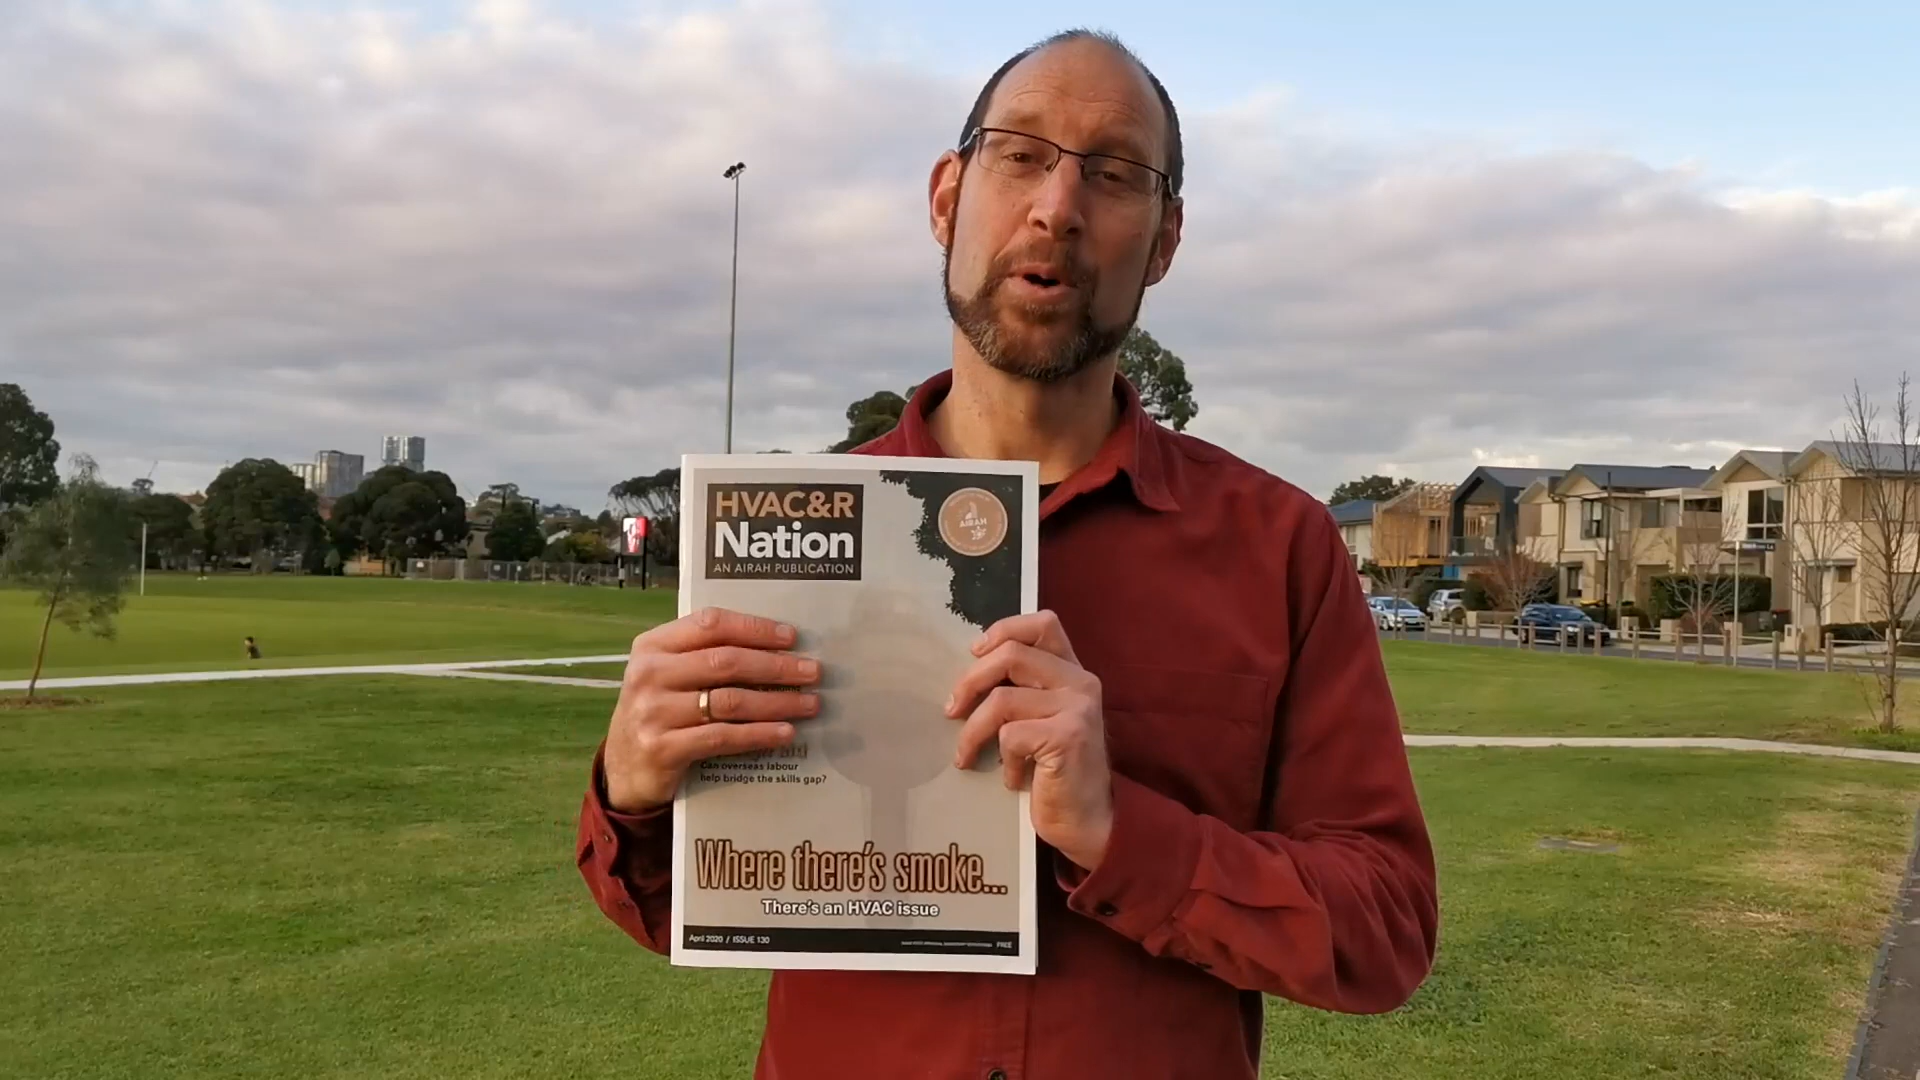 HVAC&R
Nation
AN AIRAH PUBLICATION
AIRAH
Can overseas labour
help bridge the skills gap?
Where there's smoke...
There's an HVAC issue
April 2020 / ISSUE 130
FREE